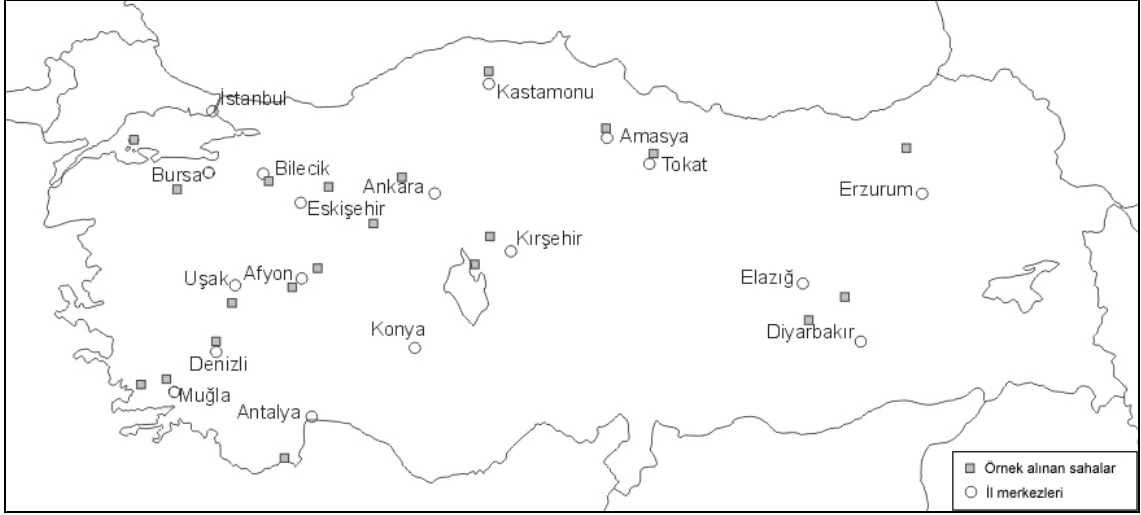 Kastamonu
İstanbul
Amasya
Tokat
Bursa
Bilecik
Ankara
Erzurum
Eskişehir
Kırşehir
Uşak
Afyon
Elazığ
Konya
Diyarbakır
Denizli
Muğla
Antalya
Örnek alınan sahalar
İl merkezleri